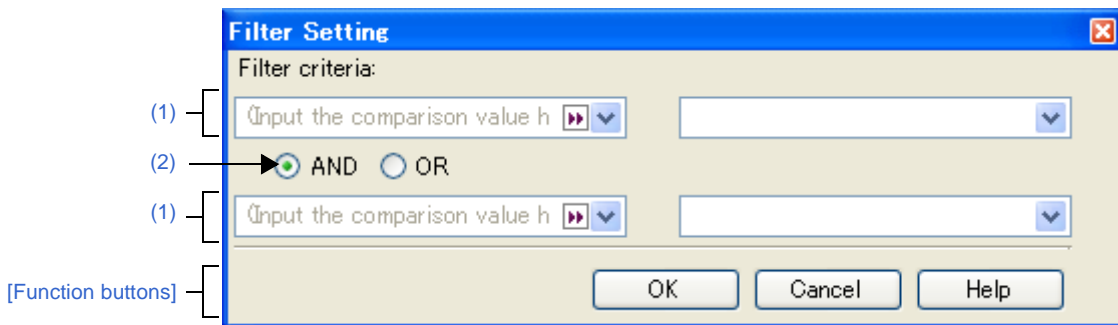 Filter Setting
Filter criteria:
(1)
(Input the comparison value h
(2)
AND OR
(1)
(Input the comparison value h
[Function buttons]
OK Cancel Help